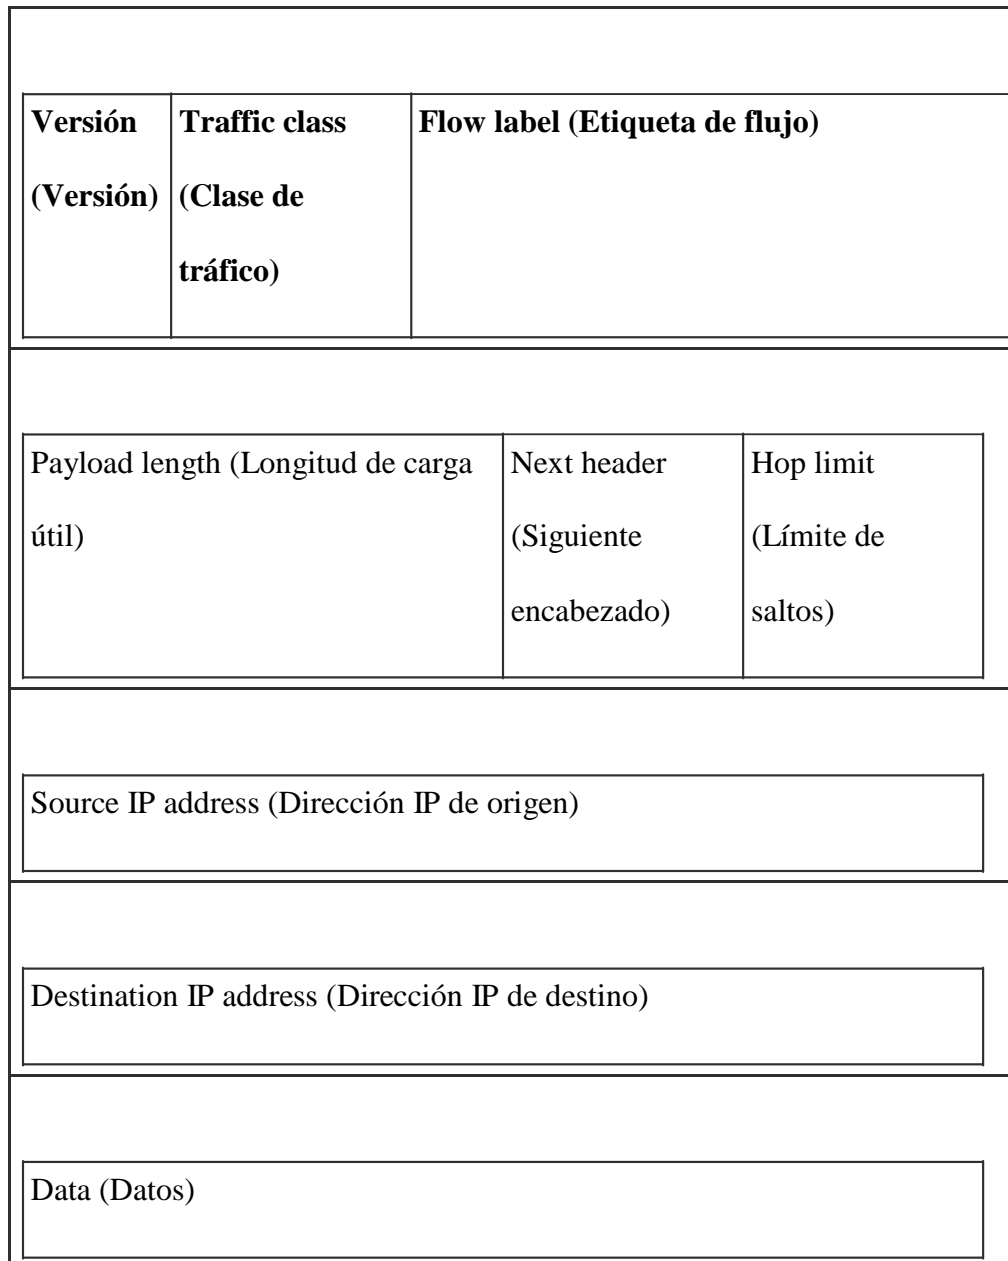 Versión
(Versión)
Traffic class
(Clase de
tráfico)
Flow label (Etiqueta de flujo)
Payload length (Longitud de carga
útil)
Next header
(Siguiente
encabezado)
Hop limit
(Límite de
saltos)
Source IP address (Dirección IP de origen)
Destination IP address (Dirección IP de destino)
Data (Datos)